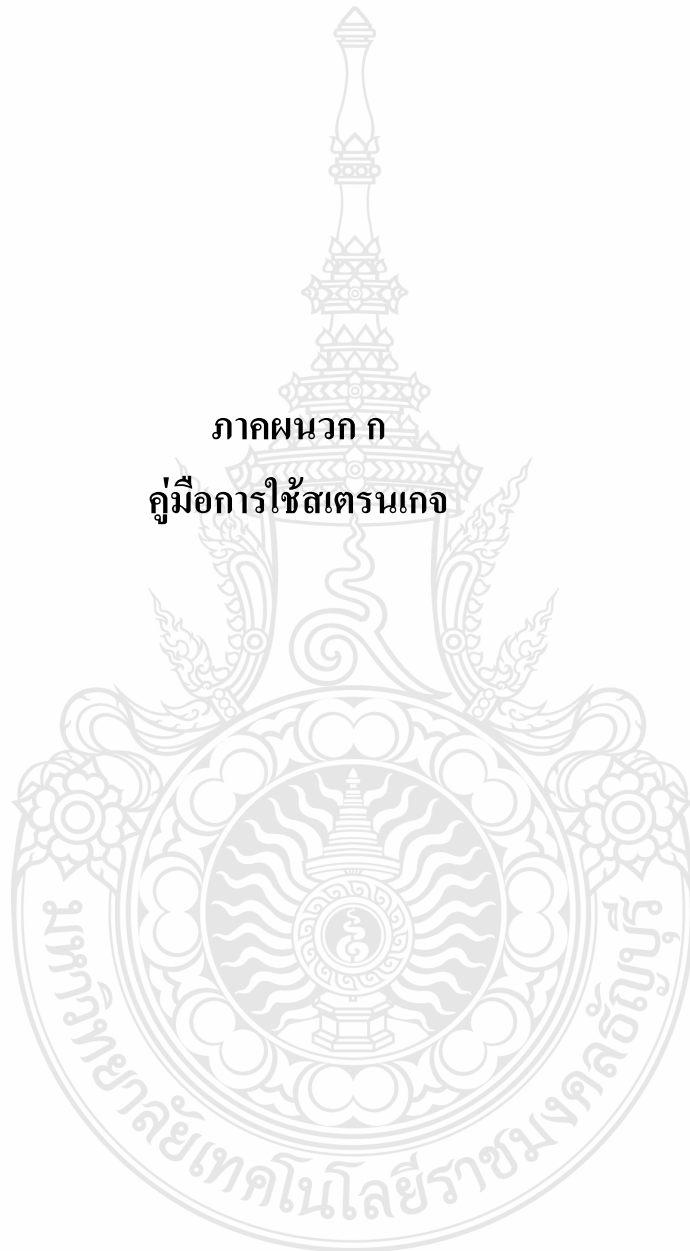 ภาคผนวก ก
คู่มือการใช้สเตรนเกจ
มหาวิทยาลัยเทคโนโลยีราชมงคลธัญบุรี